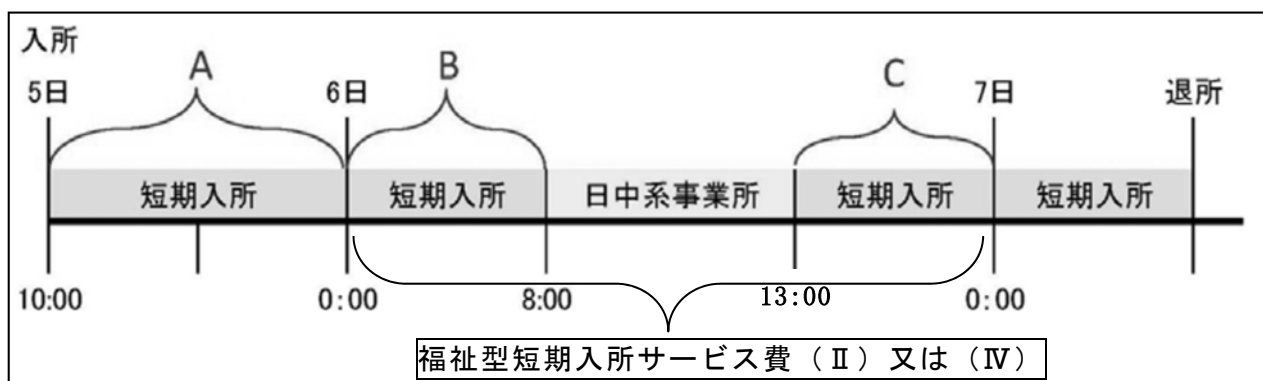 入所
A
B
C
5日
6日
7日
退所
短期入所
短期入所
日中系事業所
短期入所
短期入所
10:00
0:00
8:00
13:00
0:00
福祉型短期入所サービス費（Ⅱ）又は（Ⅳ）